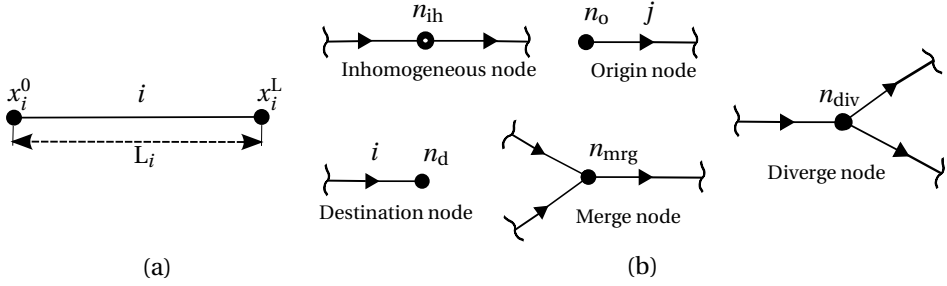 x_i^0
i
x_i^L
L_i
(a)
n_ih
Inhomogeneous node
n_o
j
Origin node
i
n_d
Destination node
n_mrg
Merge node
n_div
Diverge node
(b)